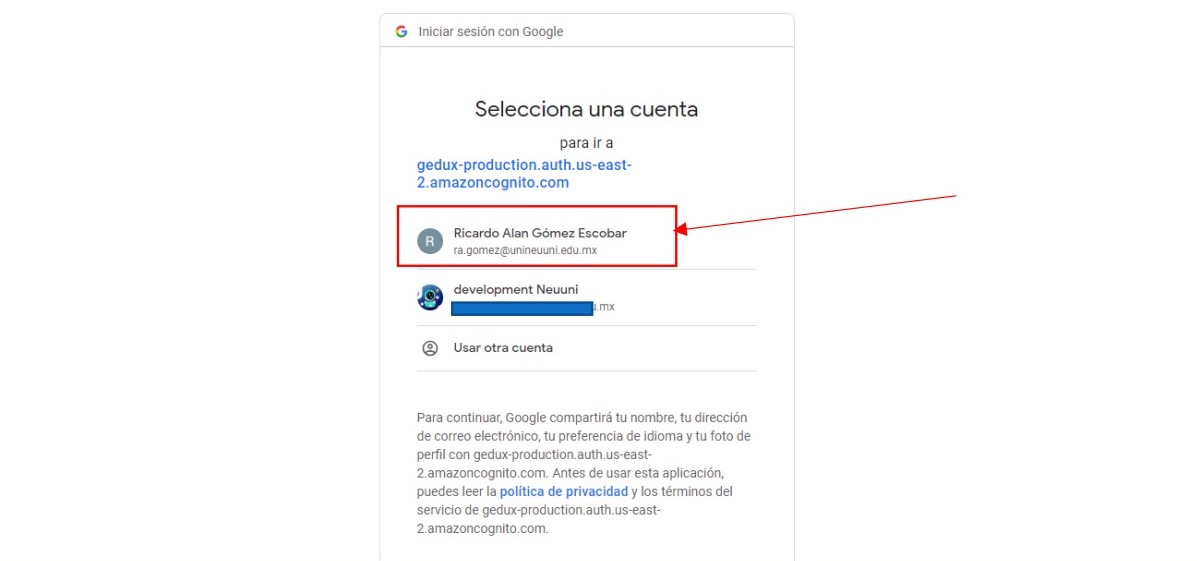 Iniciar sesión con Google
Selecciona una cuenta
para ir a
gedux-production.auth.us-east-
2.amazoncognito.com
R
Ricardo Alan Gómez Escobar
ra.gomez@unineuuni.edu.mx
development Neuuni
.mx
Usar otra cuenta
Para continuar, Google compartirá tu nombre, tu dirección
de correo electrónico, tu preferencia de idioma y tu foto de
perfil con gedux-production.auth.us-east-
2.amazoncognito.com. Antes de usar esta aplicación,
puedes leer la política de privacidad y los términos del
servicio de gedux-production.auth.us-east-
2.amazoncognito.com.